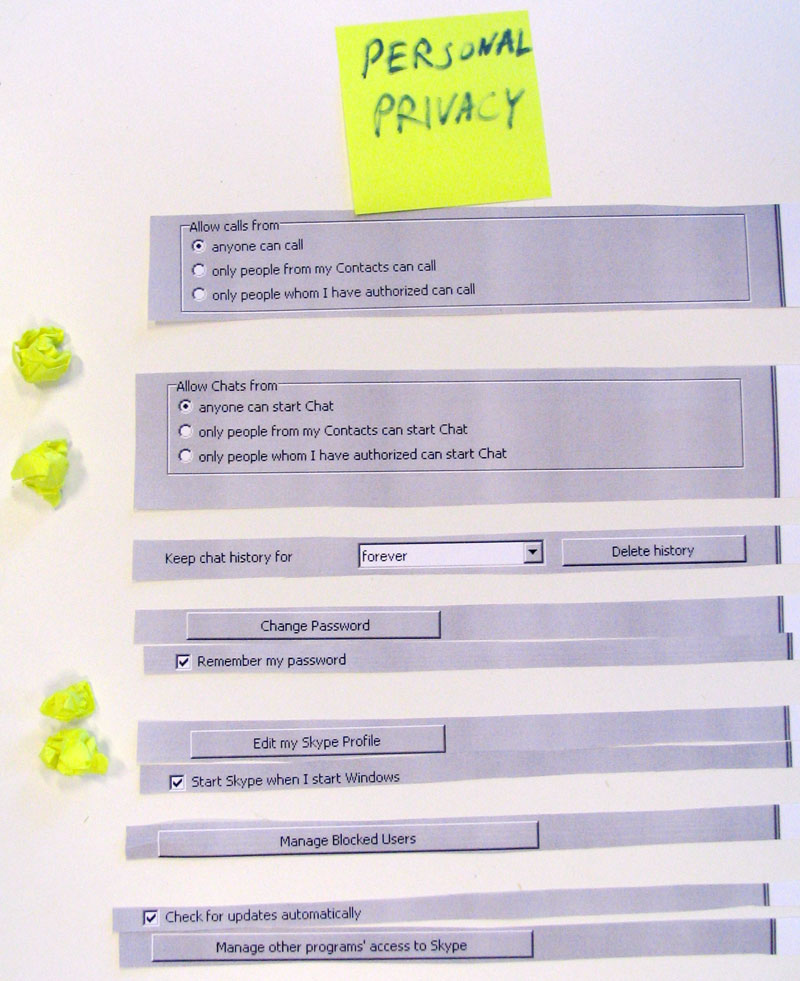 PERSONAL
PRIVACY
Allow calls from
anyone can call
only people from my Contacts can call
only people whom I have authorized can call
Allow Chats from
anyone can start Chat
only people from my Contacts can start Chat
only people whom I have authorized can start Chat
Keep chat history for forever Delete history
Change Password
Remember my password
Edit my Skype Profile
Start Skype when I start Windows
Manage Blocked Users
Check for updates automatically
Manage other programs' access to Skype